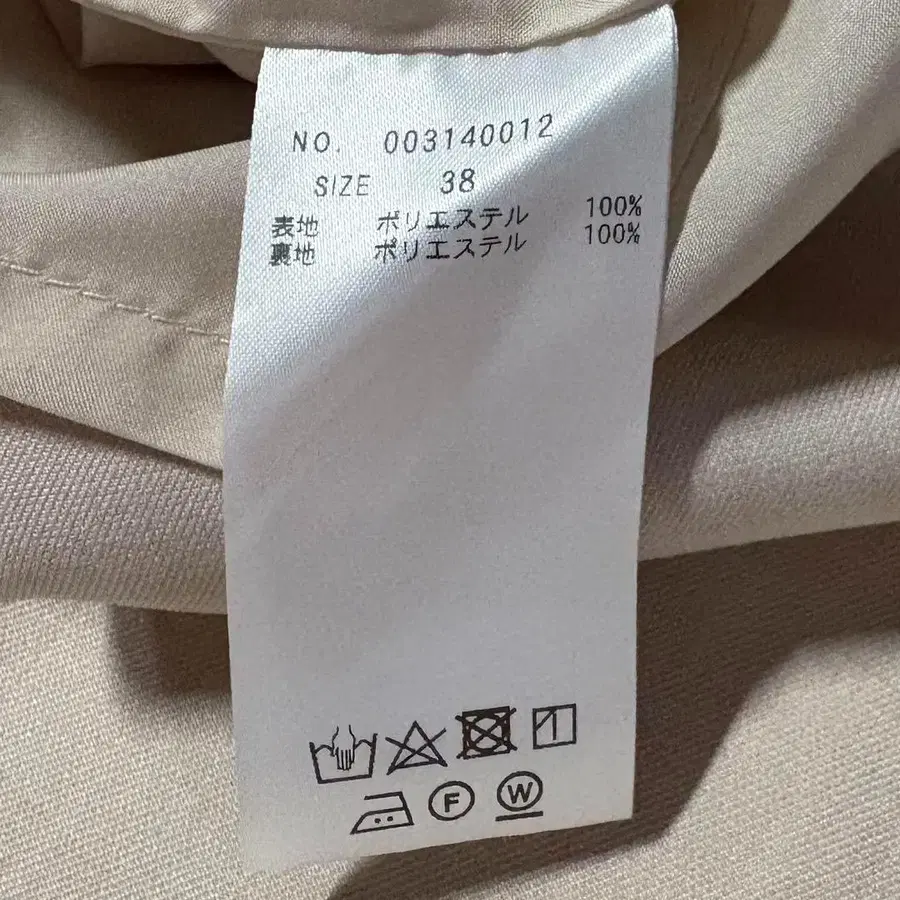 NO. 003140012
SIZE 38
表地 ポリエステル 100%
裏地 ポリエステル 100%
F W